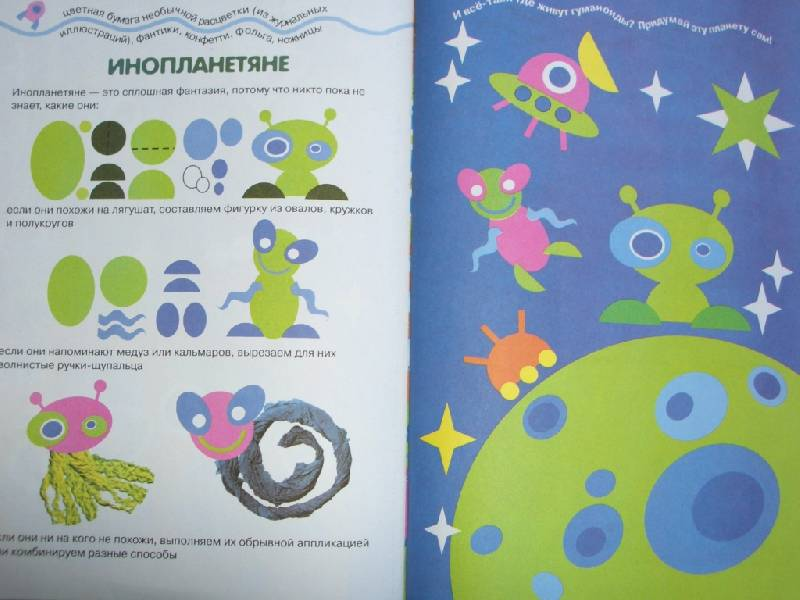 цветная бумага необычной расцветки (из журнальных
иллюстраций), фантики, конфетти, фольга, ножницы
ИНОПЛАНЕТЯНЕ
Инопланетяне — это сплошная фантазия, потому что никто пока не
знает, какие они:
если они похожи на лягушат, составляем фигурку из овалов, кружков
и полукругов
если они напоминают медуз или кальмаров, вырезаем для них
волнистые ручки-щупальца
если они ни на кого не похожи, выполняем их обрывной аппликацией
и комбинируем разные способы
И всё-таки где живут гуманоиды? Придумай эту планету сам!